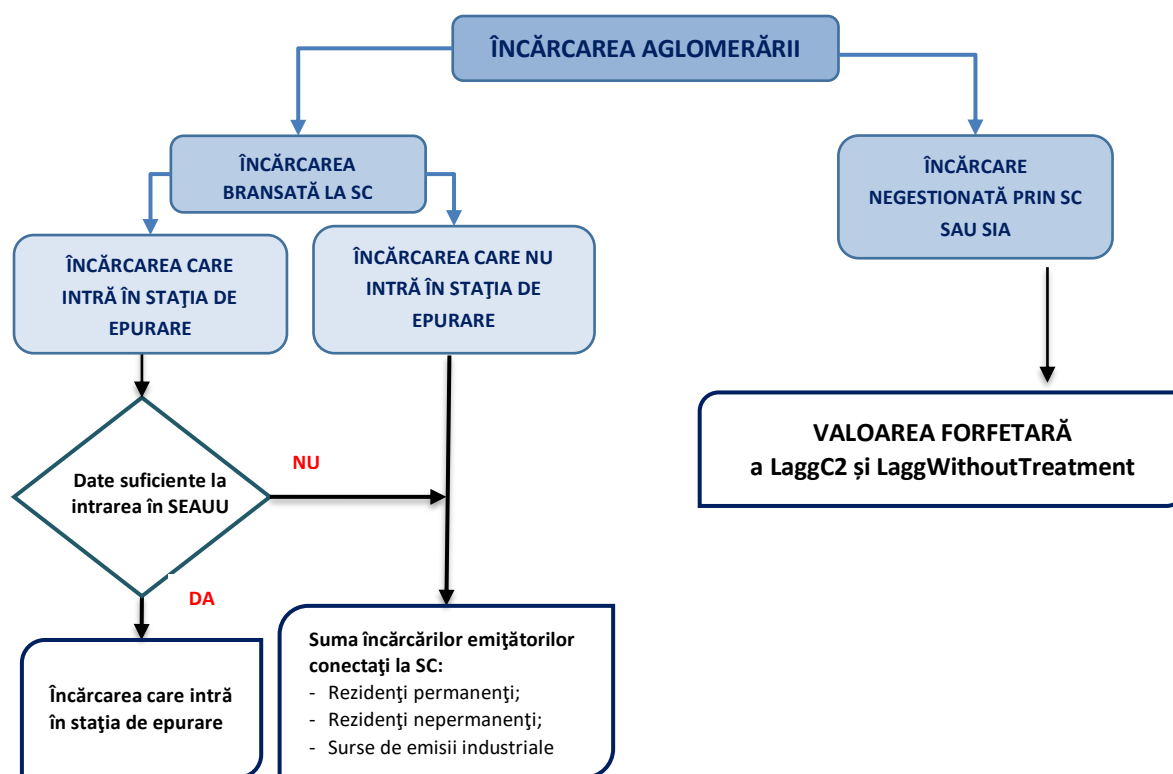 ÎNCĂRCAREA AGLOMERĂRII
ÎNCĂRCAREA
BRANSATĂ LA SC
ÎNCĂRCARE
NEGESTIONATĂ PRIN SC
SAU SIA
ÎNCĂRCAREA CARE
INTRĂ ÎN STAŢIA DE
EPURARE
ÎNCĂRCAREA CARE NU
INTRĂ ÎN STAŢIA DE
EPURARE
VALOAREA FORFETARĂ
a LaggC2 și LaggWithoutTreatment
Date suficiente la
intrarea în SEAUU
NU
DA
Încărcarea care intră
în staţia de epurare
Suma încărcărilor emiţătorilor
conectaţi la SC:
- Rezidenţi permanenţi;
- Rezidenţi nepermanenţi;
- Surse de emisii industriale